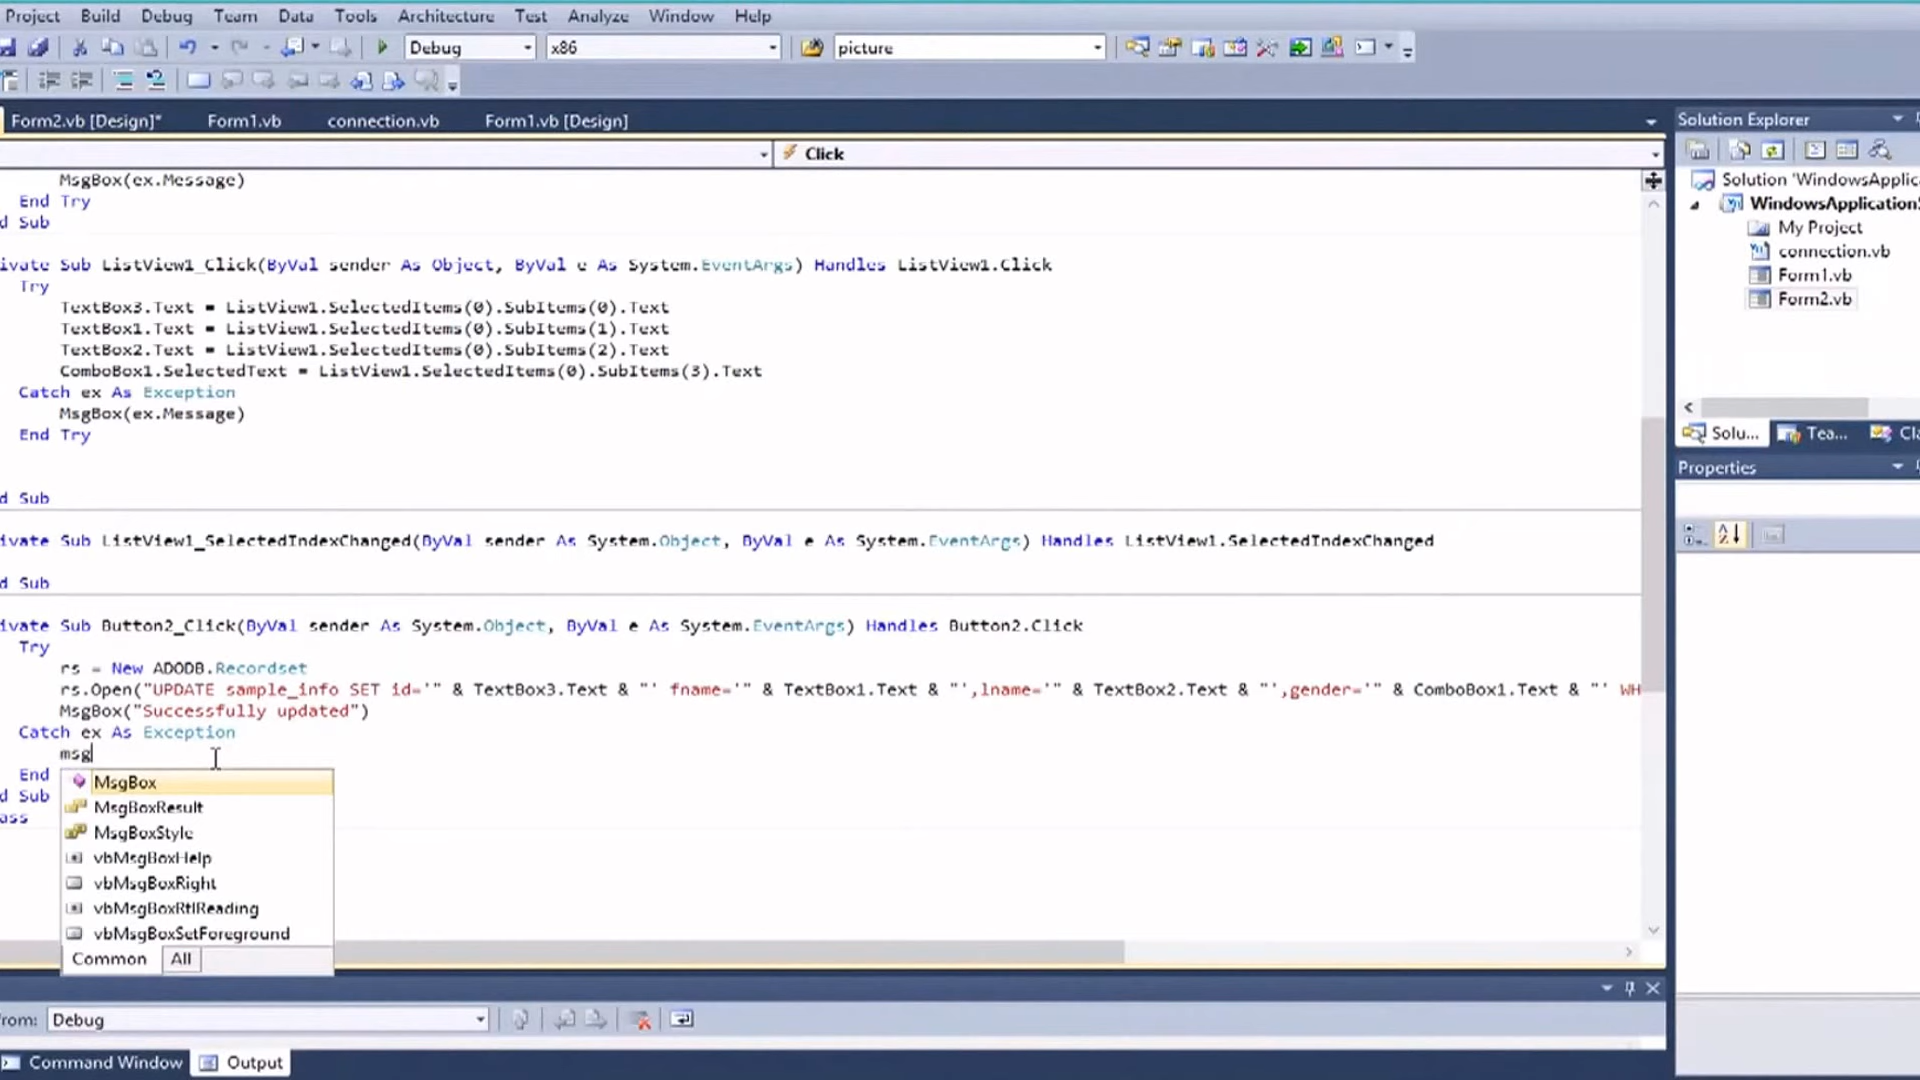 Project Build Debug Team Data Tools Architecture Test Analyze Window Help
Debug x86 picture
Form2.vb [Design]* Form1.vb connection.vb Form1.vb [Design]
Click
MsgBox(ex.Message)
End Try
d Sub
ivate Sub ListView1_Click(ByVal sender As Object, ByVal e As System.EventArgs) Handles ListView1.Click
Try
TextBox3.Text = ListView1.SelectedItems(0).SubItems(0).Text
TextBox1.Text = ListView1.SelectedItems(0).SubItems(1).Text
TextBox2.Text = ListView1.SelectedItems(0).SubItems(2).Text
ComboBox1.SelectedText = ListView1.SelectedItems(0).SubItems(3).Text
Catch ex As Exception
MsgBox(ex.Message)
End Try
d Sub
ivate Sub ListView1_SelectedIndexChanged(ByVal sender As System.Object, ByVal e As System.EventArgs) Handles ListView1.SelectedIndexChanged
d Sub
ivate Sub Button2_Click(ByVal sender As System.Object, ByVal e As System.EventArgs) Handles Button2.Click
Try
rs = New ADODB.Recordset
rs.Open("UPDATE sample_info SET id='" & TextBox3.Text & "' fname='" & TextBox1.Text & "',lname='" & TextBox2.Text & "',gender='" & ComboBox1.Text & "' WH
MsgBox("Successfully updated")
Catch ex As Exception
msg
End
d Sub
ass
MsgBox
MsgBoxResult
MsgBoxStyle
vbMsgBoxHelp
vbMsgBoxRight
vbMsgBoxRtlReading
vbMsgBoxSetForeground
Common All
rom: Debug
Command Window Output
Solution Explorer
Solution 'WindowsApplic
WindowsApplication
My Project
connection.vb
Form1.vb
Form2.vb
Solu... Tea... Cl
Properties